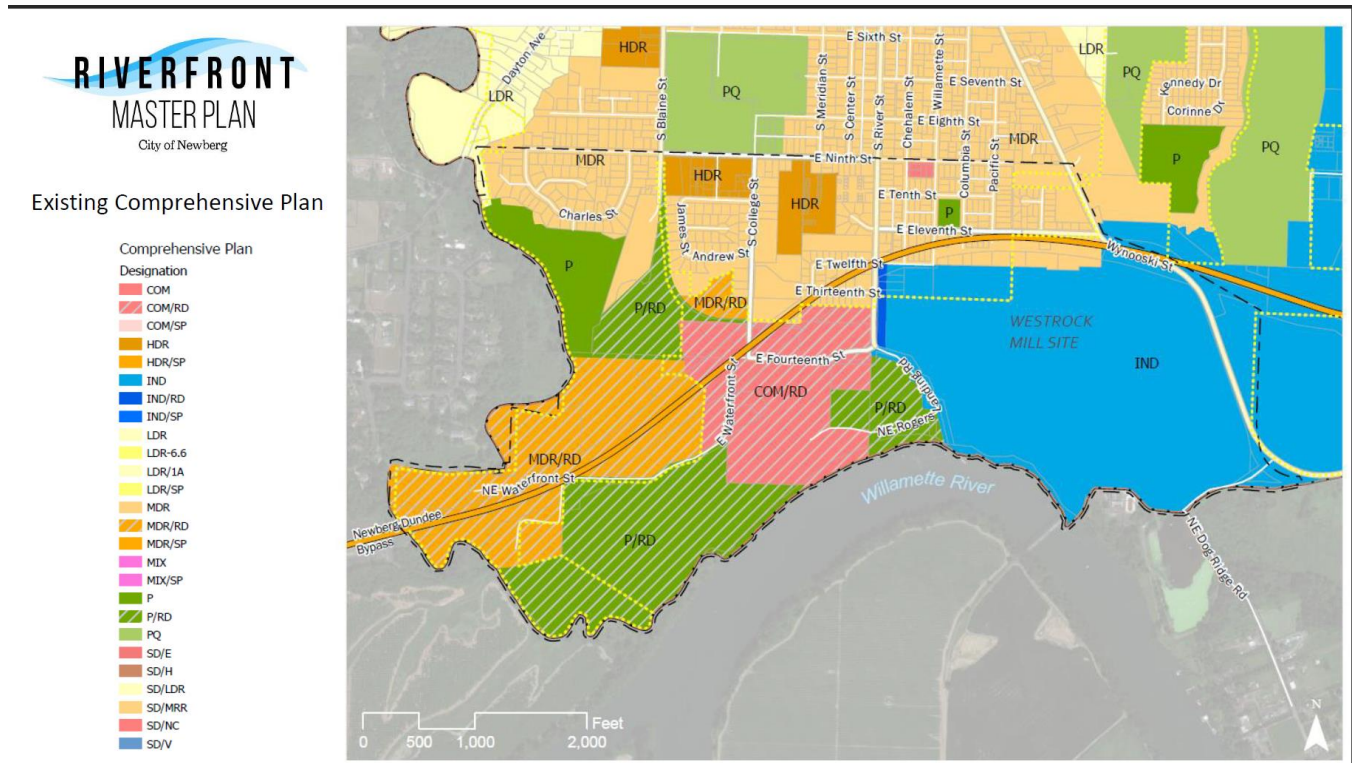 RIVERFRONT
MASTER PLAN
City of Newberg
Existing Comprehensive Plan
Comprehensive Plan
Designation
COM
COM/RD
COM/SP
HDR
HDR/SP
IND
IND/RD
IND/SP
LDR
LDR-6.6
LDR/1A
LDR/SP
MDR
MDR/RD
MDR/SP
MIX
MIX/SP
P
P/RD
PQ
SD/E
SD/H
SD/LDR
SD/MRR
SD/NC
SD/V
Dayton Ave
LDR
HDR
S Blaine St
PQ
E Sixth St
S Meridian St
S Center St
S River St
Chehalem St
E Willamette St
E Seventh St
E Eighth St
Columbia St
Pacific St
MDR
LDR
PQ
Kennedy Dr
Corinne Dr
P
PQ
MDR
Charles St
HDR
E Ninth St
James St
Andrew St
S College St
HDR
E Tenth St
P
E Eleventh St
E Twelfth St
E Thirteenth St
Wynooski St
P
P/RD
MDR/RD
WESTROCK
MILL SITE
IND
E Fourteenth St
COM/RD
E Waterfront St
P/RD
NE Rogers
Landing Rd
MDR/RD
NE Waterfront St
Newberg Dundee
Bypass
P/RD
Willamette River
NE Dog Ridge Rd
Feet
0 500 1,000 2,000
N